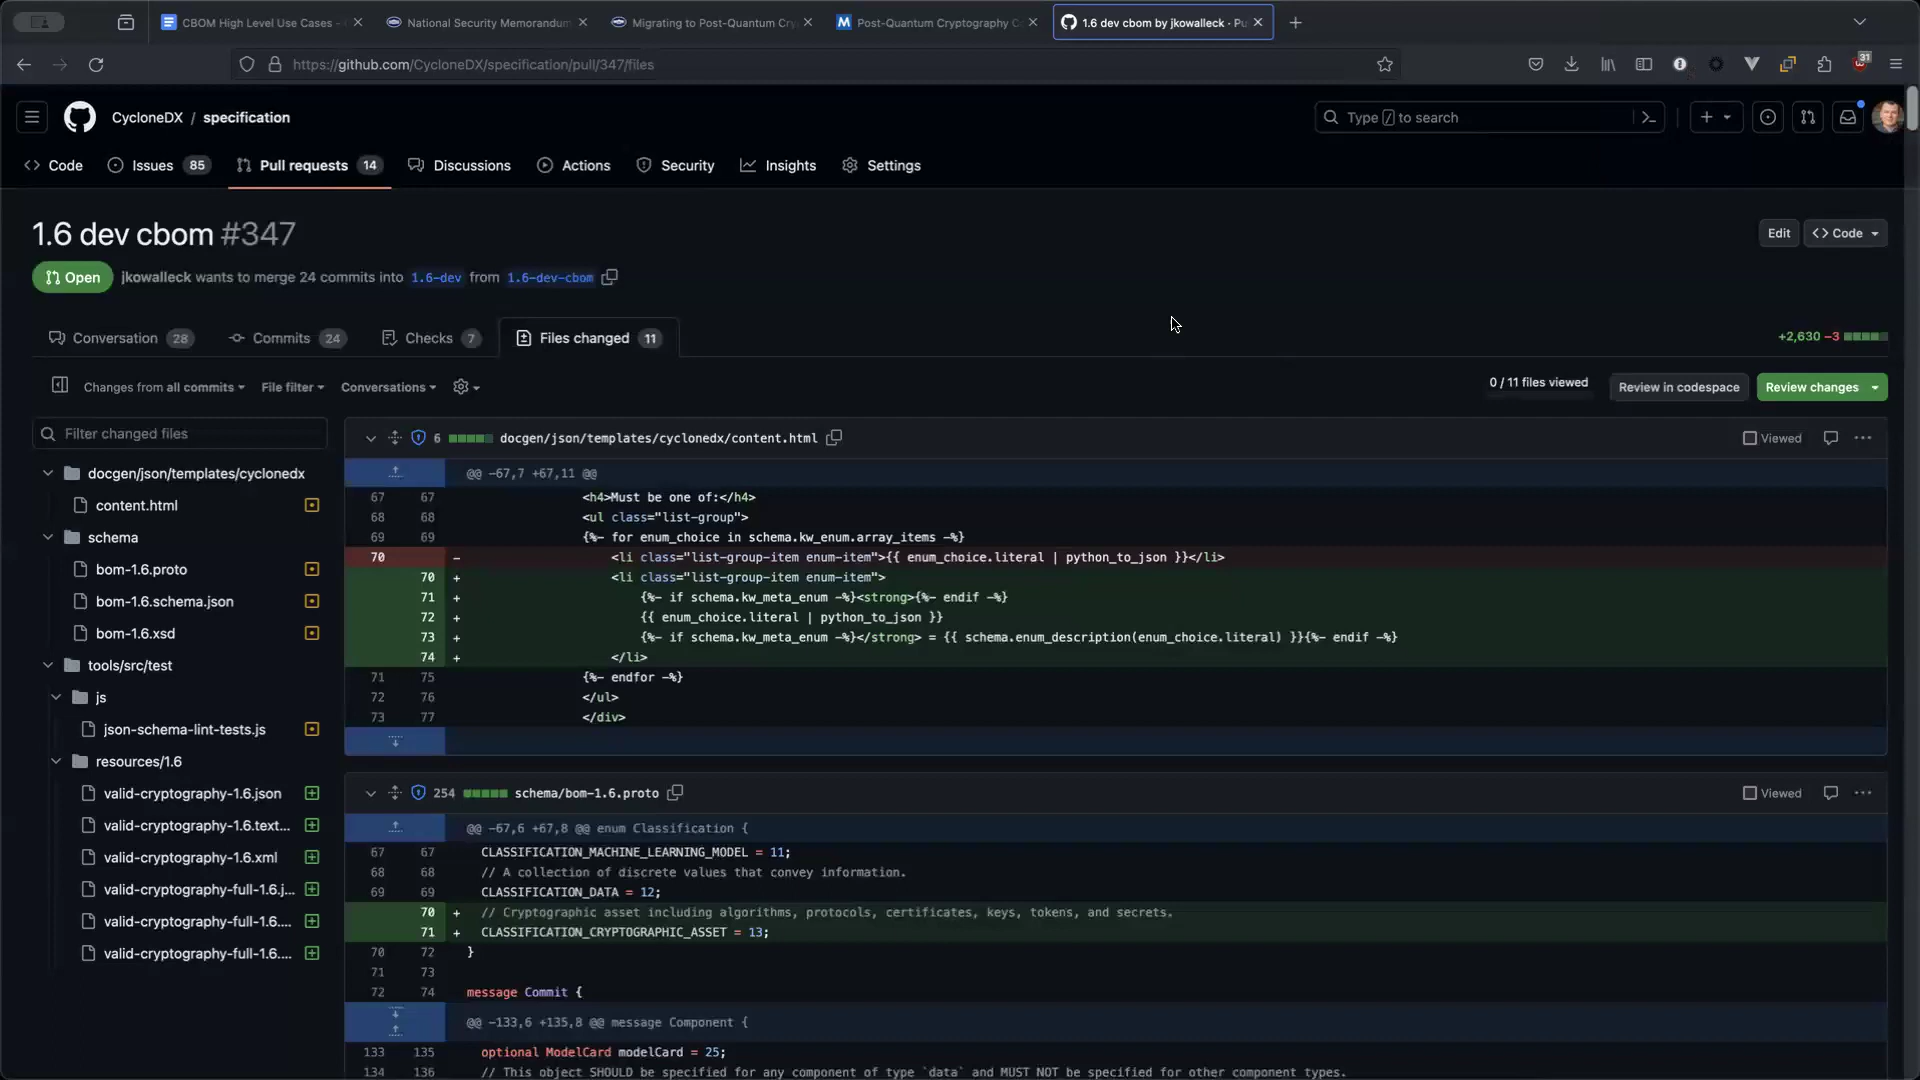 CBOM High Level Use Cases -
National Security Memorandum
Migrating to Post-Quantum Cry
Post-Quantum Cryptography C
1.6 dev cbom by jkowalleck - Pu
https://github.com/CycloneDX/specification/pull/347/files
31
CycloneDX / specification
Type / to search
Code
Issues 85
Pull requests 14
Discussions
Actions
Security
Insights
Settings
1.6 dev cbom #347
Edit
<> Code
Open
jkowalleck wants to merge 24 commits into 1.6-dev from 1.6-dev-cbom
Conversation 28
Commits 24
Checks 7
Files changed 11
+2,630 −3
Changes from all commits
File filter
Conversations
0 / 11 files viewed
Review in codespace
Review changes
Filter changed files
docgen/json/templates/cyclonedx
content.html
schema
bom-1.6.proto
bom-1.6.schema.json
bom-1.6.xsd
tools/src/test
js
json-schema-lint-tests.js
resources/1.6
valid-cryptography-1.6.json
valid-cryptography-1.6.text...
valid-cryptography-1.6.xml
valid-cryptography-full-1.6.j...
valid-cryptography-full-1.6....
valid-cryptography-full-1.6....
6 docgen/json/templates/cyclonedx/content.html
Viewed
@@ -67,7 +67,11 @@
67 67 <h4>Must be one of:</h4>
68 68 <ul class="list-group">
69 69 {%- for enum_choice in schema.kw_enum.array_items -%}
70 - <li class="list-group-item enum-item">{{ enum_choice.literal | python_to_json }}</li>
70 + <li class="list-group-item enum-item">
71 + {%- if schema.kw_meta_enum -%}<strong>{%- endif -%}
72 + {{ enum_choice.literal | python_to_json }}
73 + {%- if schema.kw_meta_enum -%}</strong> = {{ schema.enum_description(enum_choice.literal) }}{%- endif -%}
74 + </li>
71 75 {%- endfor -%}
72 76 </ul>
73 77 </div>
254 schema/bom-1.6.proto
Viewed
@@ -67,6 +67,8 @@ enum Classification {
67 67 CLASSIFICATION_MACHINE_LEARNING_MODEL = 11;
68 68 // A collection of discrete values that convey information.
69 69 CLASSIFICATION_DATA = 12;
70 + // Cryptographic asset including algorithms, protocols, certificates, keys, tokens, and secrets.
71 + CLASSIFICATION_CRYPTOGRAPHIC_ASSET = 13;
70 72 }
71 73
72 74 message Commit {
@@ -133,6 +135,8 @@ message Component {
133 135 optional ModelCard modelCard = 25;
134 136 // This object SHOULD be specified for any component of type `data` and MUST NOT be specified for other component types.